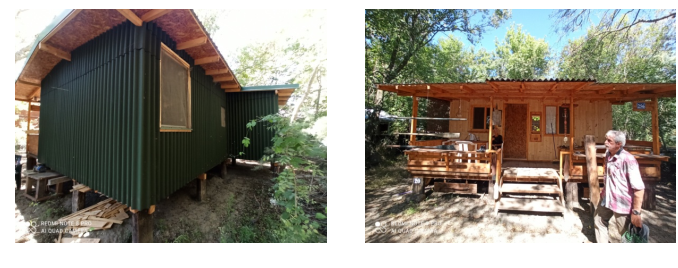 REDMI NOTE 8 PRO
AI QUAD CAMERA
REDMI NOTE 8 PRO
AI QUAD CAMERA